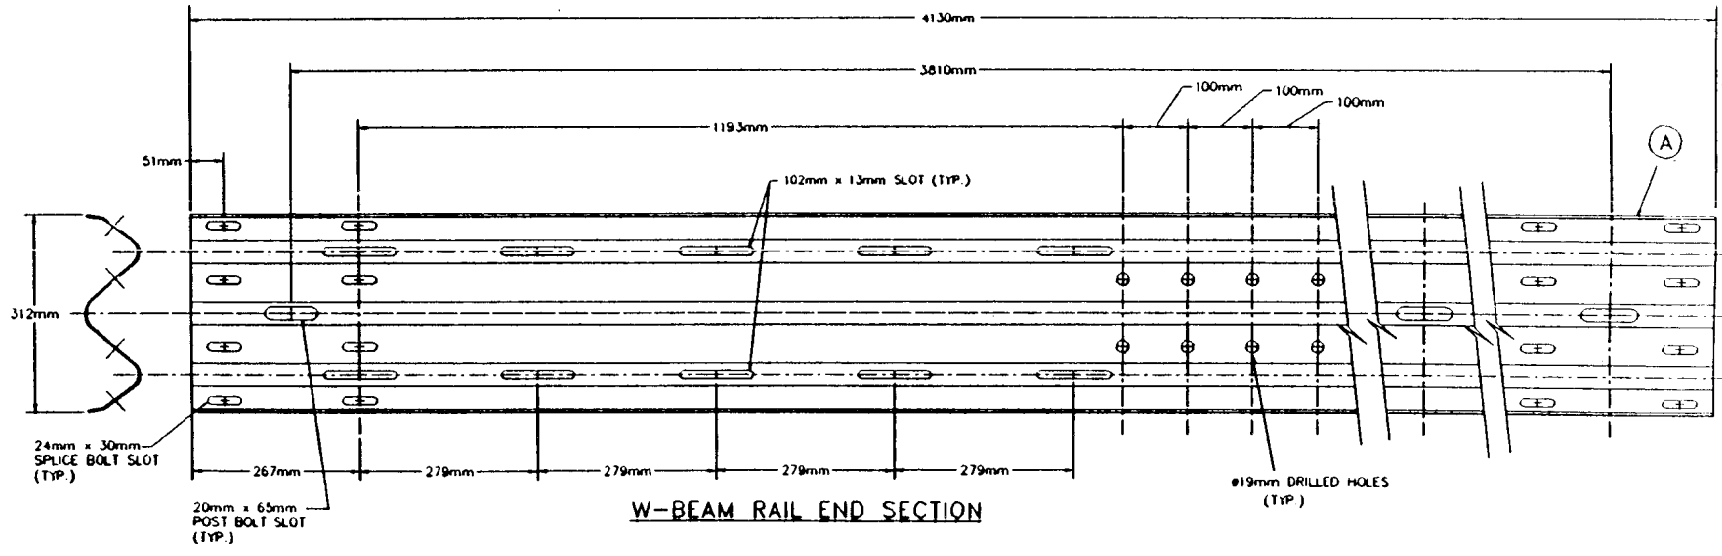 4130mm
3810mm
100mm
100mm
100mm
1193mm
51mm
A
102mm x 13mm SLOT (TYP.)
312mm
24mm x 30mm
SPLICE BOLT SLOT
(TYP.)
267mm
279mm
279mm
279mm
279mm
ø19mm DRILLED HOLES
(TYP.)
20mm x 65mm
POST BOLT SLOT
(TYP.)
W-BEAM RAIL END SECTION